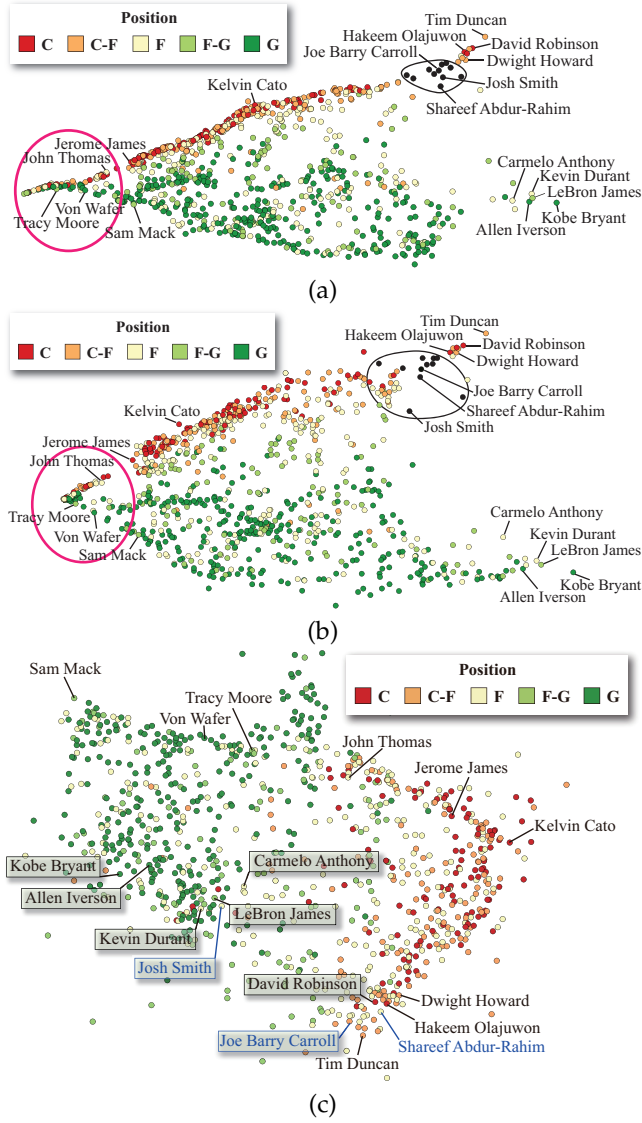 Tim Duncan
Position
Hakeem Olajuwon
David Robinson
C C-F F F-G G
Joe Barry Carroll
Dwight Howard
Josh Smith
Kelvin Cato
Shareef Abdur-Rahim
Jerome James
John Thomas
Carmelo Anthony
Kevin Durant
LeBron James
Tracy Moore
Von Wafer
Kobe Bryant
Sam Mack
Allen Iverson
(a)
Position
Tim Duncan
Hakeem Olajuwon
David Robinson
C C-F F F-G G
Dwight Howard
Joe Barry Carroll
Kelvin Cato
Shareef Abdur-Rahim
Josh Smith
Jerome James
John Thomas
Tracy Moore
Carmelo Anthony
Von Wafer
Kevin Durant
Sam Mack
LeBron James
Kobe Bryant
Allen Iverson
(b)
Sam Mack
Position
Tracy Moore
C C-F F F-G G
Von Wafer
John Thomas
Jerome James
Kelvin Cato
Carmelo Anthony
Kobe Bryant
Allen Iverson
LeBron James
Kevin Durant
Josh Smith
David Robinson
Dwight Howard
Hakeem Olajuwon
Joe Barry Carroll
Shareef Abdur-Rahim
Tim Duncan
(c)